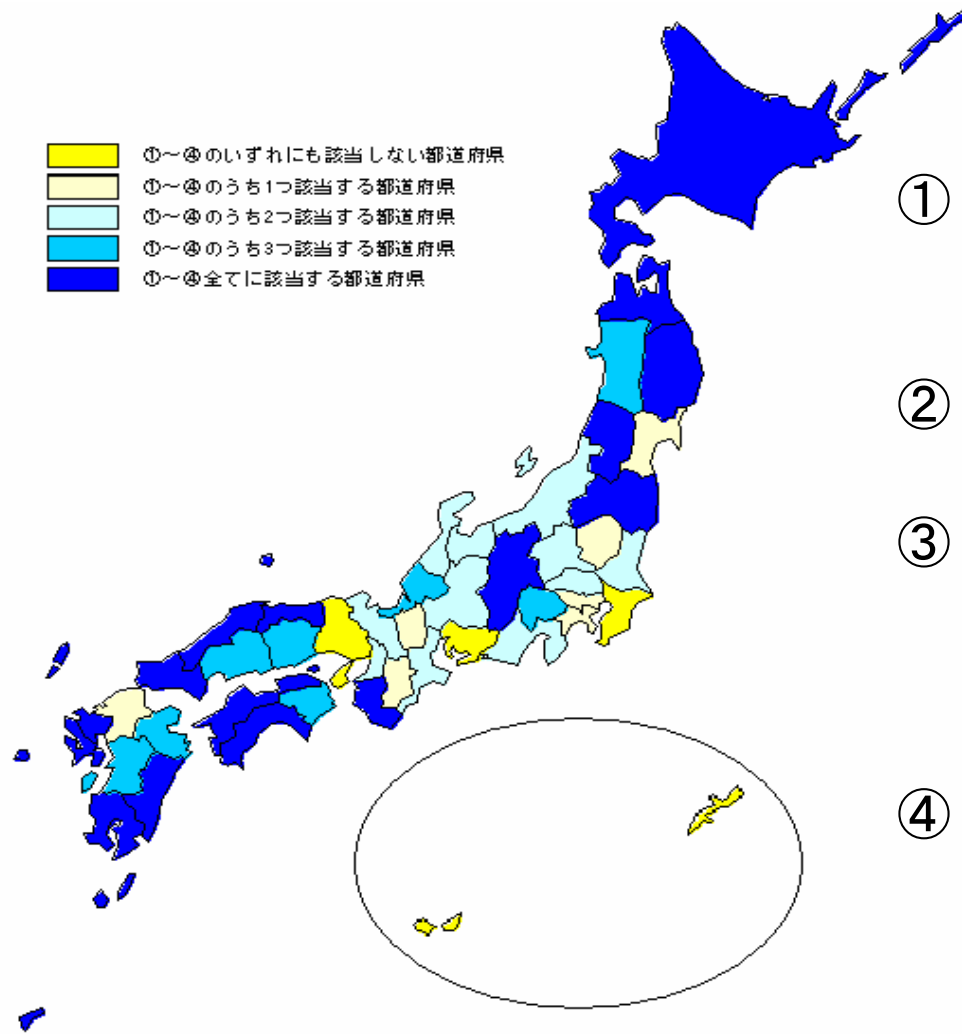 ①～④のいずれにも該当しない都道府県
①～④のうち1つ該当する都道府県
①～④のうち2つ該当する都道府県
①～④のうち3つ該当する都道府県
①～④全てに該当する都道府県
①
②
③
④